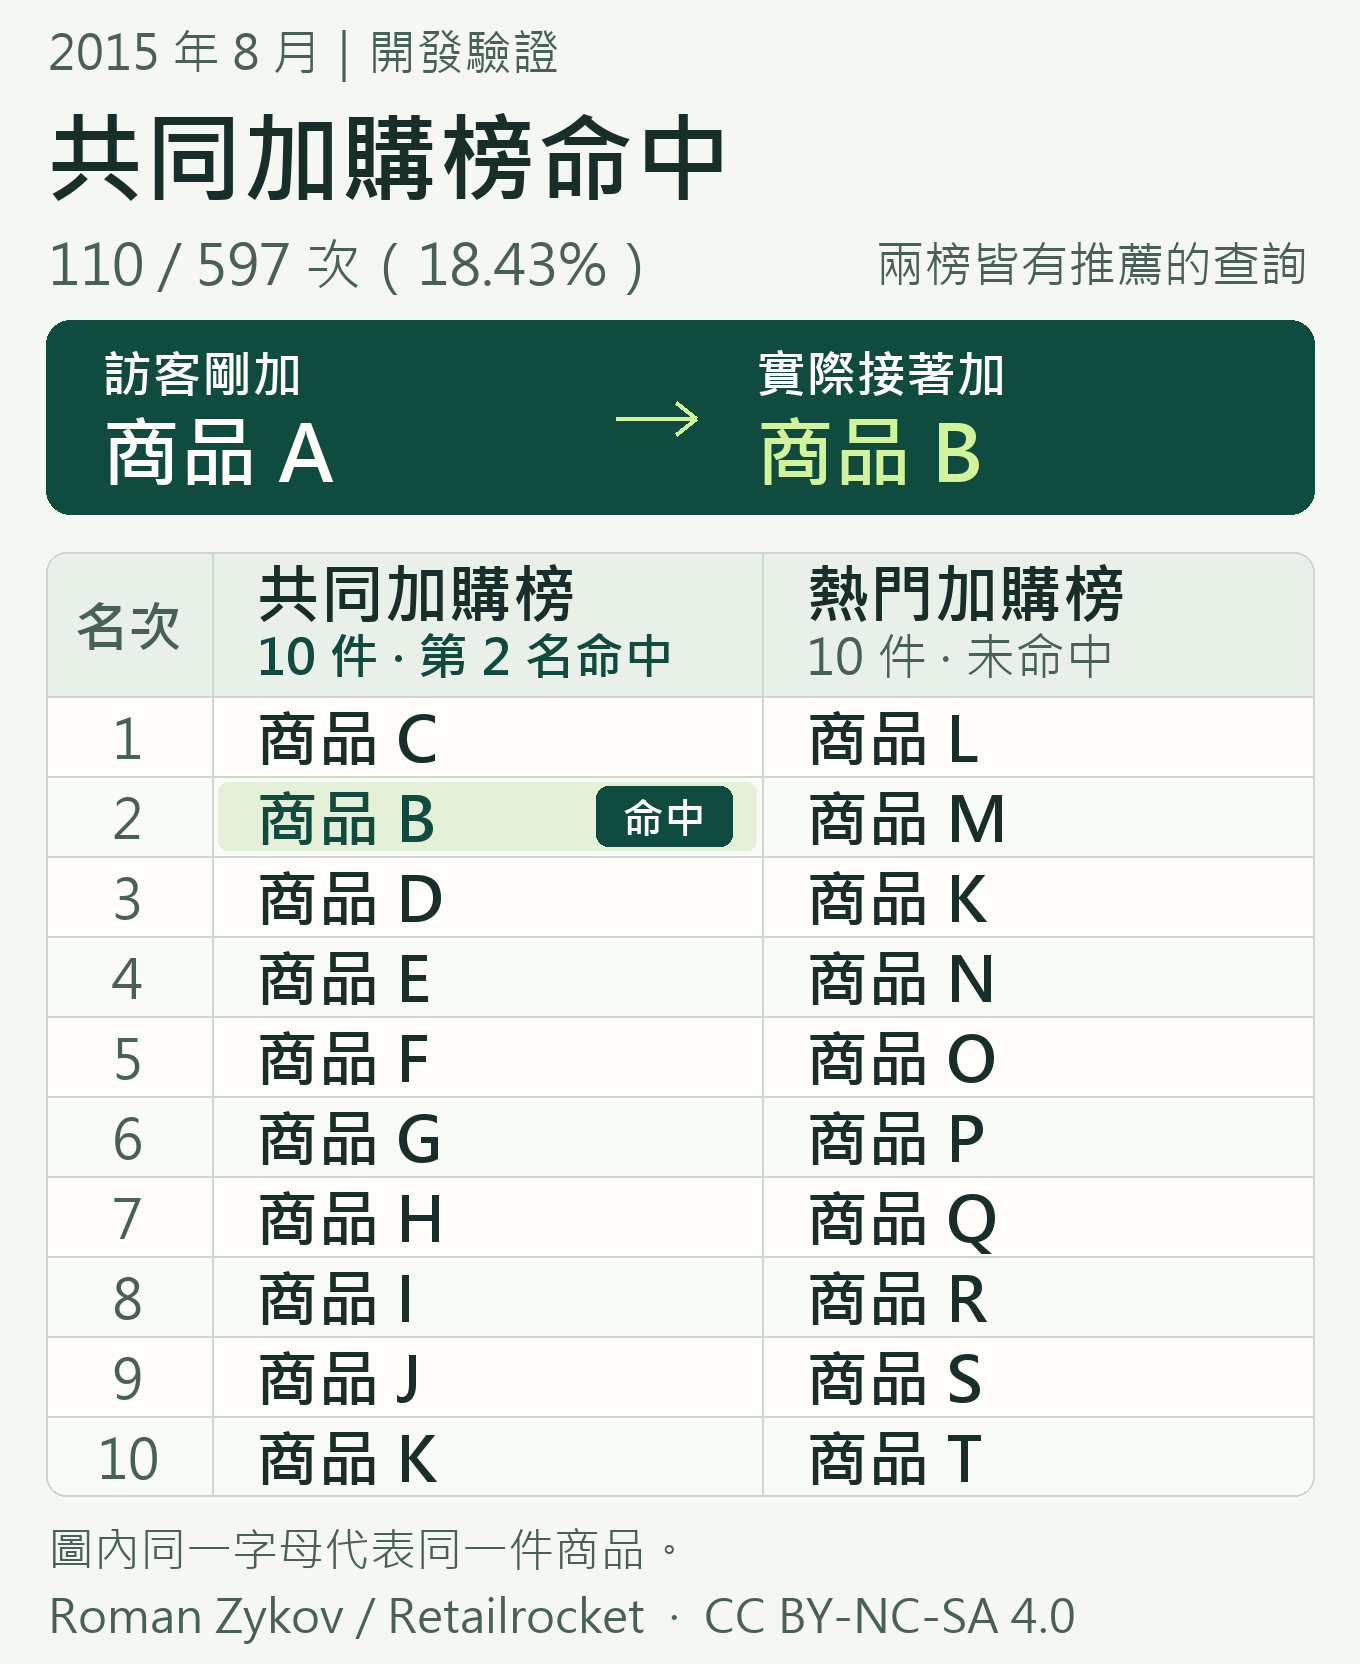 2015 年 8 月 | 開發驗證
共同加購榜命中
110 / 597 次 ( 18.43% ) 兩榜皆有推薦的查詢
訪客剛加 實際接著加
商品 A → 商品 B
名次 共同加購榜 熱門加購榜
10 件 · 第 2 名命中 10 件 · 未命中
1 商品 C 商品 L
2 商品 B 命中 商品 M
3 商品 D 商品 K
4 商品 E 商品 N
5 商品 F 商品 O
6 商品 G 商品 P
7 商品 H 商品 Q
8 商品 I 商品 R
9 商品 J 商品 S
10 商品 K 商品 T
圖內同一字母代表同一件商品。
Roman Zykov / Retailrocket · CC BY-NC-SA 4.0